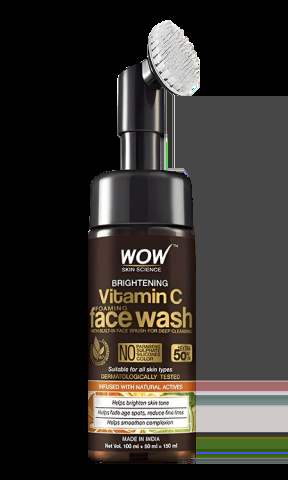 WOW™
SKIN SCIENCE
BRIGHTENING
Vitamin C
FOAMING
face wash
WITH BUILT-IN FACE BRUSH FOR DEEP CLEANSING
NO PARABENS
SULPHATE
SILICONES
COLOR
EXTRA
50%
Suitable for all skin types
DERMATOLOGICALLY TESTED
INFUSED WITH NATURAL ACTIVES
Helps brighten skin tone
Helps fade age spots, reduce fine lines
Helps smoothen complexion
MADE IN INDIA
Net Vol. 100 ml + 50 ml = 150 ml